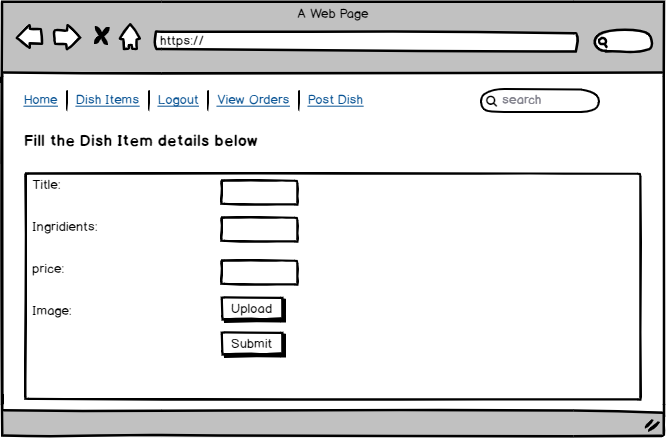 A Web Page
https://
Home Dish Items Logout View Orders Post Dish search
Fill the Dish Item details below
Title:
Ingridients:
price:
Image: Upload
Submit